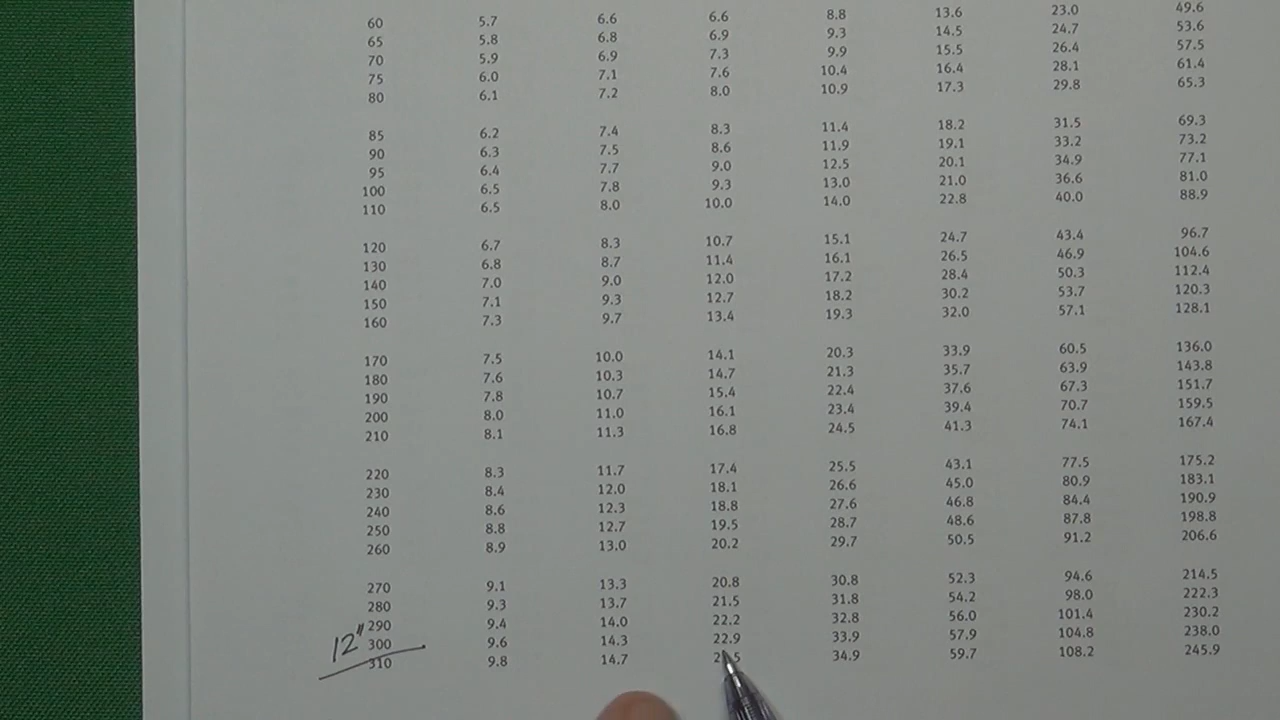 60 5.7 6.6 6.6 8.8 13.6 23.0 49.6
65 5.8 6.8 6.9 9.3 14.5 24.7 53.6
70 5.9 6.9 7.3 9.9 15.5 26.4 57.5
75 6.0 7.1 7.6 10.4 16.4 28.1 61.4
80 6.1 7.2 8.0 10.9 17.3 29.8 65.3
85 6.2 7.4 8.3 11.4 18.2 31.5 69.3
90 6.3 7.5 8.6 11.9 19.1 33.2 73.2
95 6.4 7.7 9.0 12.5 20.1 34.9 77.1
100 6.5 7.8 9.3 13.0 21.0 36.6 81.0
110 6.5 8.0 10.0 14.0 22.8 40.0 88.9
120 6.7 8.3 10.7 15.1 24.7 43.4 96.7
130 6.8 8.7 11.4 16.1 26.5 46.9 104.6
140 7.0 9.0 12.0 17.2 28.4 50.3 112.4
150 7.1 9.3 12.7 18.2 30.2 53.7 120.3
160 7.3 9.7 13.4 19.3 32.0 57.1 128.1
170 7.5 10.0 14.1 20.3 33.9 60.5 136.0
180 7.6 10.3 14.7 21.3 35.7 63.9 143.8
190 7.8 10.7 15.4 22.4 37.6 67.3 151.7
200 8.0 11.0 16.1 23.4 39.4 70.7 159.5
210 8.1 11.3 16.8 24.5 41.3 74.1 167.4
220 8.3 11.7 17.4 25.5 43.1 77.5 175.2
230 8.4 12.0 18.1 26.6 45.0 80.9 183.1
240 8.6 12.3 18.8 27.6 46.8 84.4 190.9
250 8.8 12.7 19.5 28.7 48.6 87.8 198.8
260 8.9 13.0 20.2 29.7 50.5 91.2 206.6
270 9.1 13.3 20.8 30.8 52.3 94.6 214.5
280 9.3 13.7 21.5 31.8 54.2 98.0 222.3
290 9.4 14.0 22.2 32.8 56.0 101.4 230.2
12" 300 9.6 14.3 22.9 33.9 57.9 104.8 238.0
310 9.8 14.7 34.9 59.7 108.2 245.9